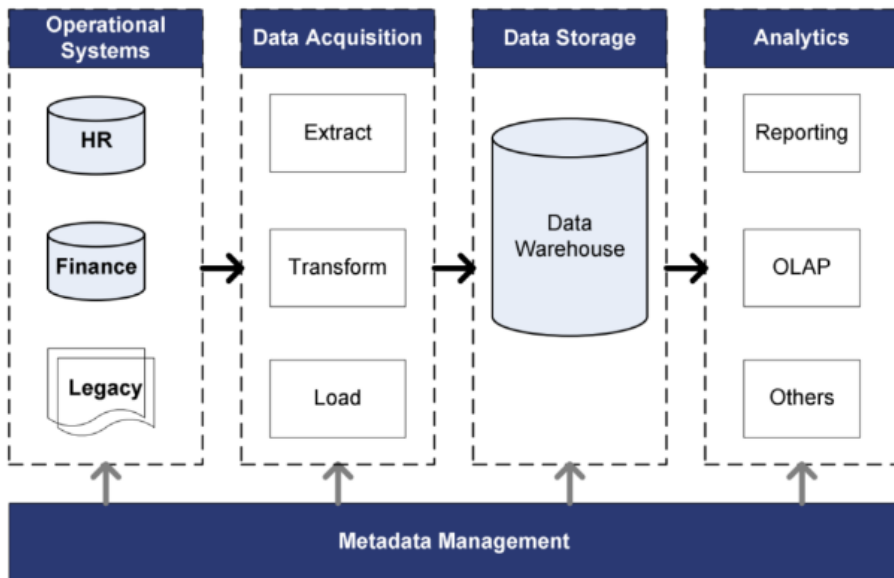 Operational
Systems
Data Acquisition
Data Storage
Analytics
HR
Finance
Legacy
Extract
Transform
Load
Data
Warehouse
Reporting
OLAP
Others
Metadata Management